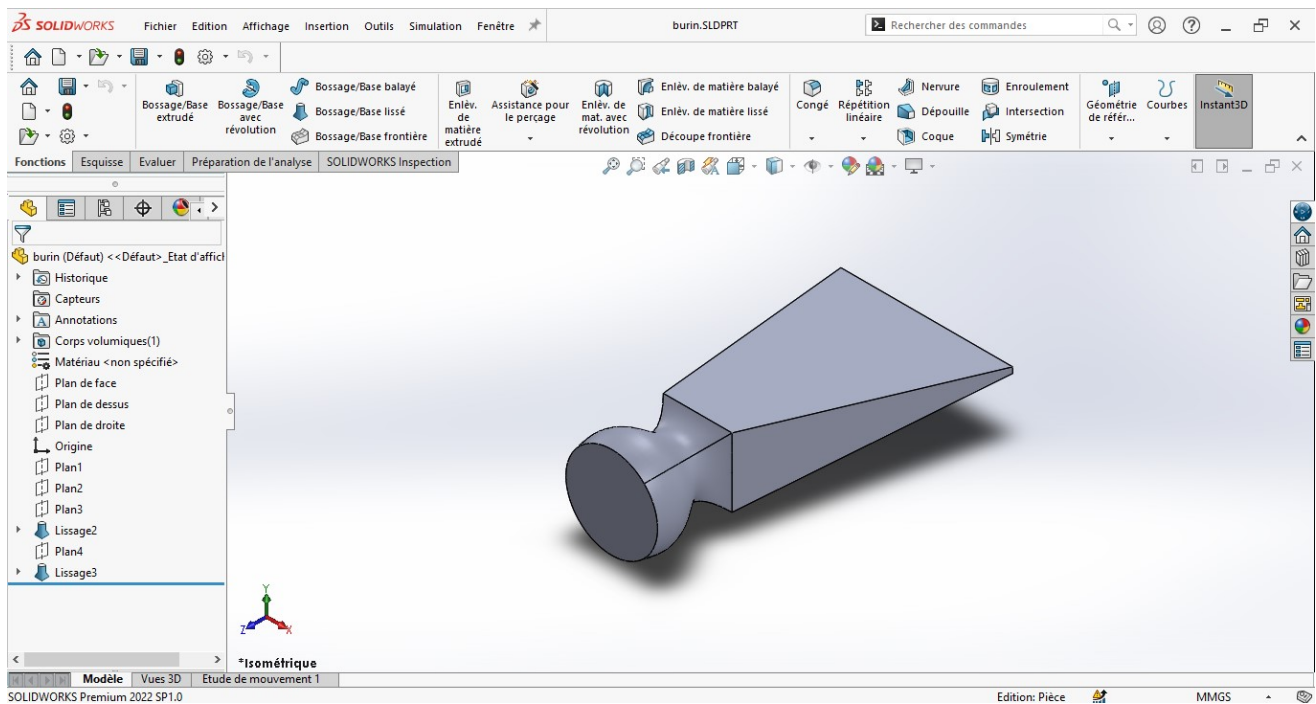 SOLIDWORKS Fichier Edition Affichage Insertion Outils Simulation Fenêtre burin.SLDPRT Rechercher des commandes
Bossage/Base extrudé
Bossage/Base avec révolution
Bossage/Base balayé
Bossage/Base lissé
Bossage/Base frontière
Enlèv. de matière extrudé
Assistance pour le perçage
Enlèv. de mat. avec révolution
Enlèv. de matière balayé
Enlèv. de matière lissé
Découpe frontière
Congé
Répétition linéaire
Nervure
Dépouille
Coque
Enroulement
Intersection
Symétrie
Géométrie de référ...
Courbes
Instant3D
Fonctions Esquisse Evaluer Préparation de l'analyse SOLIDWORKS Inspection
burin (Défaut) <<Défaut>_Etat d'affich
Historique
Capteurs
A Annotations
Corps volumiques(1)
Matériau <non spécifié>
Plan de face
Plan de dessus
Plan de droite
Origine
Plan1
Plan2
Plan3
Lissage2
Plan4
Lissage3
Y
Z X
*Isométrique
Modèle Vues 3D Etude de mouvement 1
SOLIDWORKS Premium 2022 SP1.0 Edition: Pièce MMGS